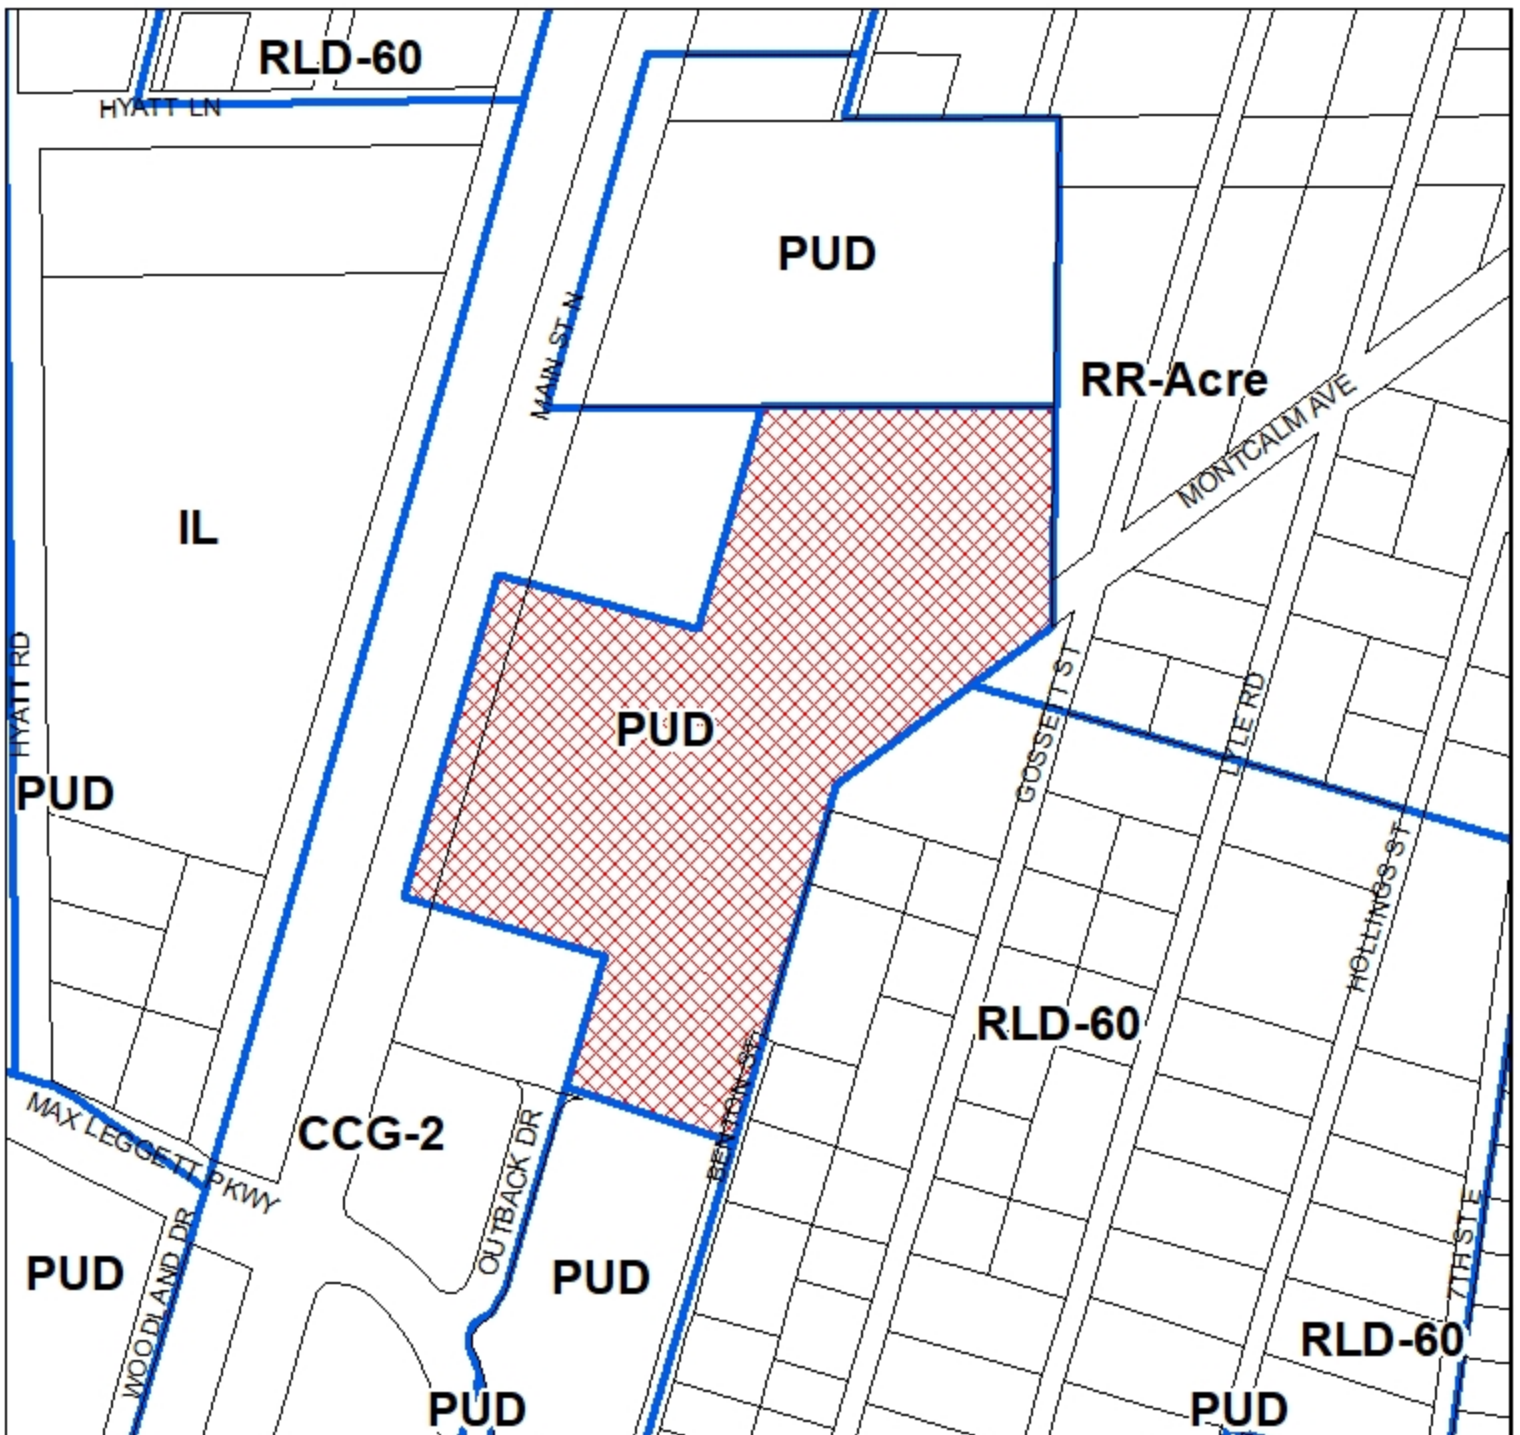 RLD-60
HYATT LN
PUD
MAIN ST N
RR-Acre
MONTCALM AVE
IL
HYATT RD
PUD
GOSSETT ST
LYLE RD
PUD
HOLLINGS ST
RLD-60
BENTON ST
MAX LEGGETT PKWY
CCG-2
OUTBACK DR
PUD
WOODLAND DR
PUD
7TH ST E
RLD-60
PUD
PUD